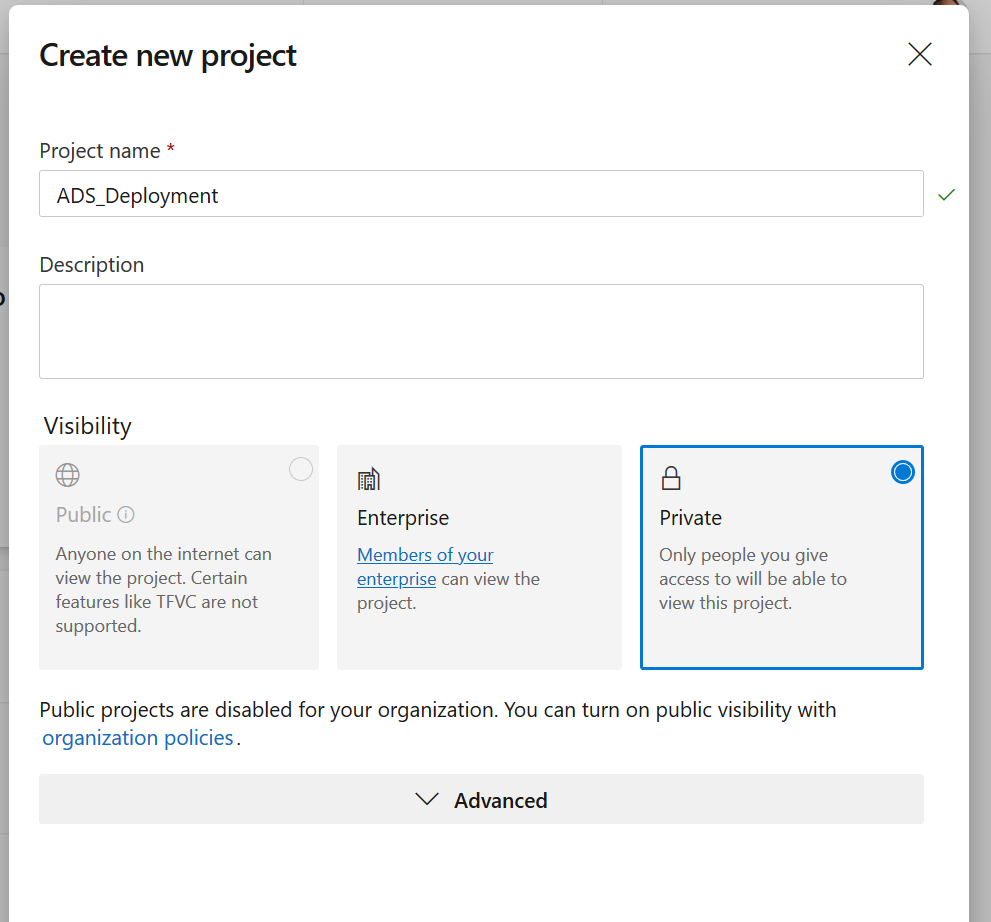 Create new project
Project name *
ADS_Deployment
Description
Visibility
Public
Anyone on the internet can
view the project. Certain
features like TFVC are not
supported.
Enterprise
Members of your
enterprise can view the
project.
Private
Only people you give
access to will be able to
view this project.
Public projects are disabled for your organization. You can turn on public visibility with
organization policies.
Advanced